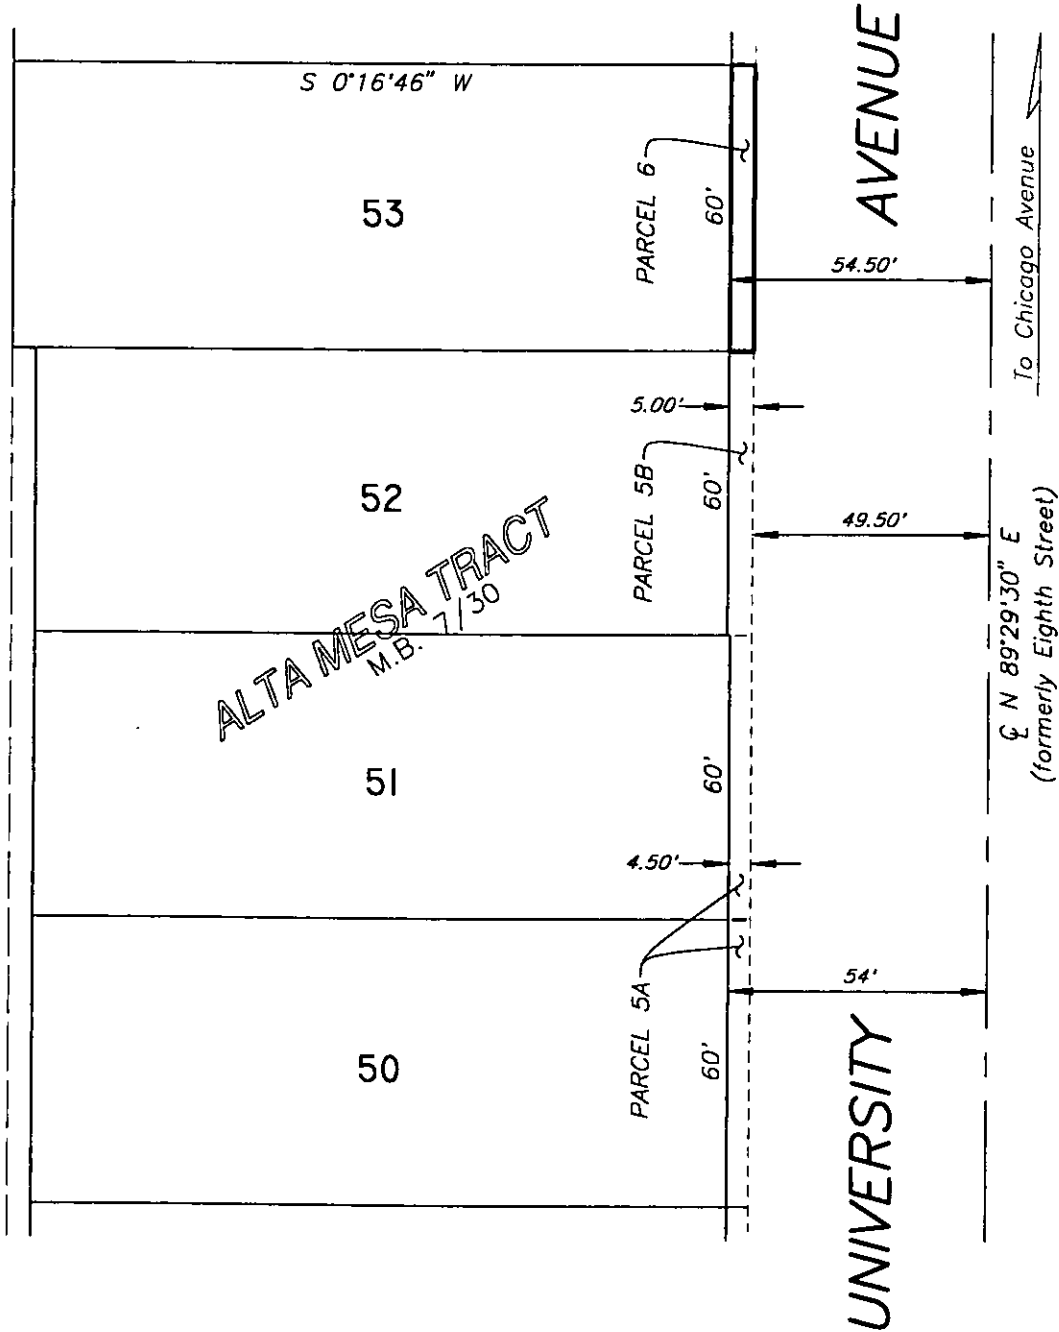 S 0°16'46" W
53
PARCEL 6
60'
AVENUE
54.50'
To Chicago Avenue
5.00'
52
PARCEL 5B
60'
49.50'
℄ N 89°29'30" E
(formerly Eighth Street)
ALTA MESA TRACT
M.B. 7/30
51
60'
4.50'
PARCEL 5A
54'
50
60'
UNIVERSITY